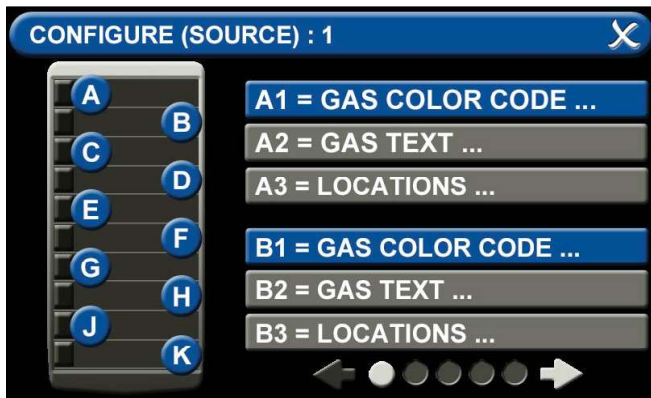 CONFIGURE (SOURCE) : 1
X
A
B
C
D
E
F
G
H
J
K
A1 = GAS COLOR CODE ...
A2 = GAS TEXT ...
A3 = LOCATIONS ...
B1 = GAS COLOR CODE ...
B2 = GAS TEXT ...
B3 = LOCATIONS ...